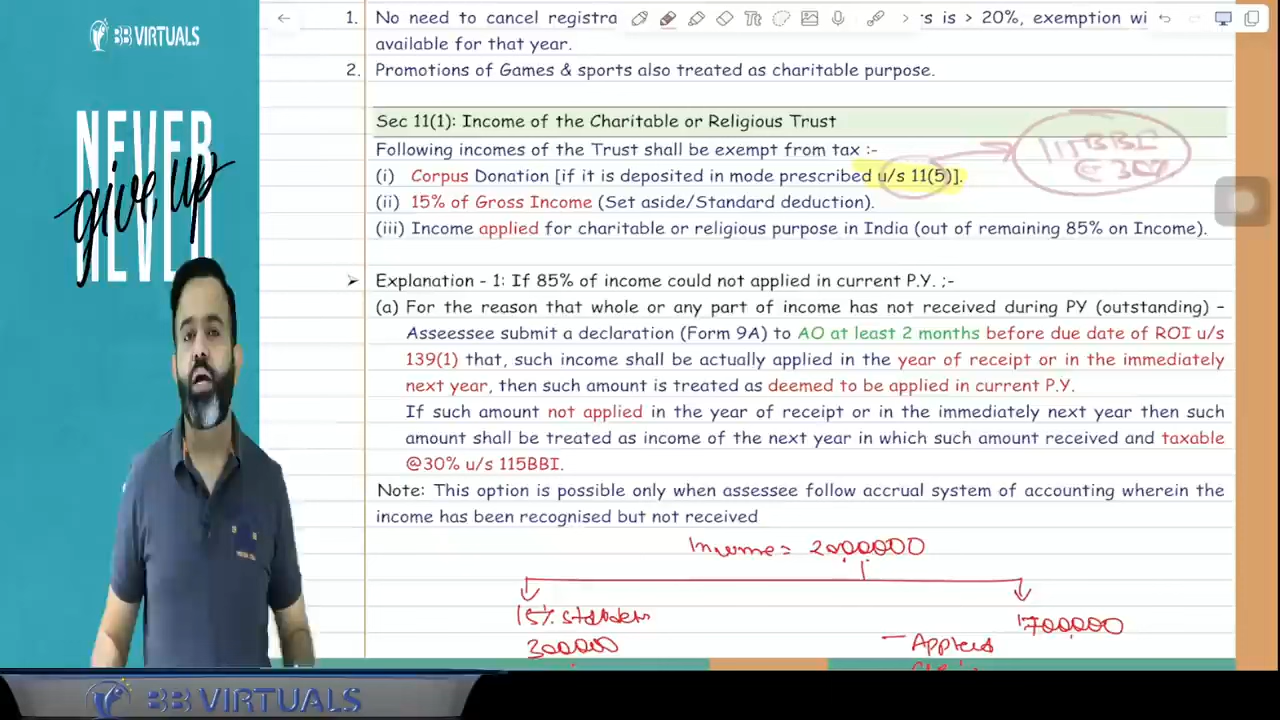 BB VIRTUALS
NEVER
give up
NEVER
1. No need to cancel registra
's is > 20%, exemption wi
available for that year.
2. Promotions of Games & sports also treated as charitable purpose.
Sec 11(1): Income of the Charitable or Religious Trust
Following incomes of the Trust shall be exempt from tax :-
(i) Corpus Donation [if it is deposited in mode prescribed u/s 11(5)].
115BBI
@ 30%
(ii) 15% of Gross Income (Set aside/Standard deduction).
(iii) Income applied for charitable or religious purpose in India (out of remaining 85% on Income).
➤ Explanation - 1: If 85% of income could not applied in current P.Y. ;-
(a) For the reason that whole or any part of income has not received during PY (outstanding) –
Asseessee submit a declaration (Form 9A) to AO at least 2 months before due date of ROI u/s
139(1) that, such income shall be actually applied in the year of receipt or in the immediately
next year, then such amount is treated as deemed to be applied in current P.Y.
If such amount not applied in the year of receipt or in the immediately next year then such
amount shall be treated as income of the next year in which such amount received and taxable
@30% u/s 115BBI.
Note: This option is possible only when assessee follow accrual system of accounting wherein the
income has been recognised but not received
Income = 2000000
15%
300000
1700000
- Applied
BB VIRTUALS